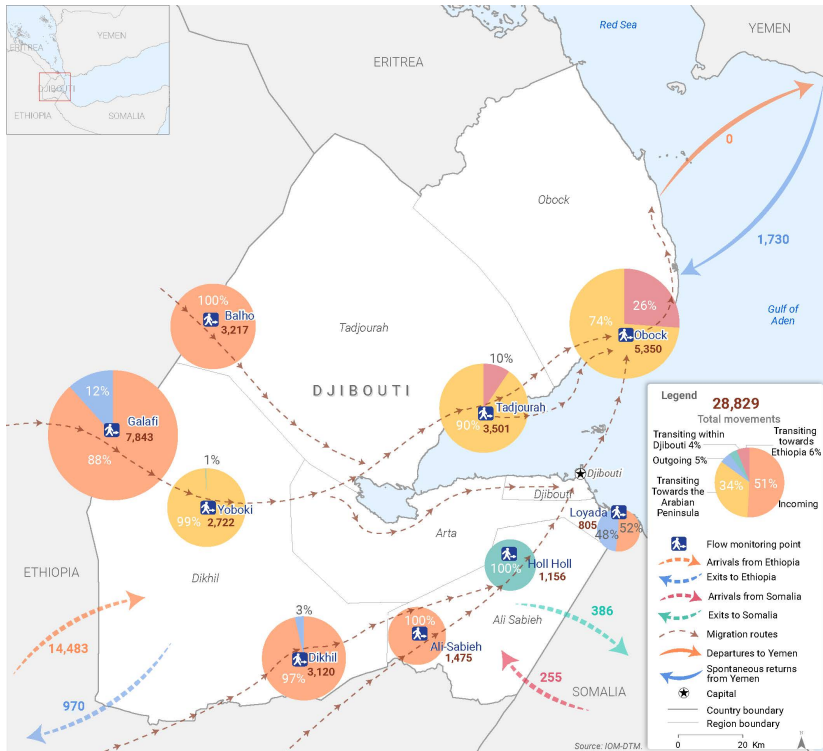 YEMEN
ERITREA
DJIBOUTI
ETHIOPIA
SOMALIA
Red Sea
YEMEN
ERITREA
0
Obock
1,730
Gulf of
Aden
100%
Balho
3,217
Tadjourah
26%
74%
Obock
5,350
DJIBOUTI
10%
Tadjourah
90%
3,501
12%
Galafi
7,843
88%
1%
Yoboki
99%
2,722
Djibouti
Djibouti
Loyada
805
52%
48%
Arta
Holl Holl
100%
1,156
Dikhil
ETHIOPIA
386
Ali Sabieh
100%
Ali-Sabieh
1,475
3%
Dikhil
3,120
97%
14,483
970
255
SOMALIA
Source: IOM-DTM.
Legend
28,829
Total movements
Transiting within
Djibouti 4%
Transiting
towards
Ethiopia 6%
Outgoing 5%
Transiting
Towards the
Arabian
Peninsula
34%
51%
Incoming
Flow monitoring point
Arrivals from Ethiopia
Exits to Ethiopia
Arrivals from Somalia
Exits to Somalia
Migration routes
Departures to Yemen
Spontaneous returns
from Yemen
Capital
Country boundary
Region boundary
0 20 Km